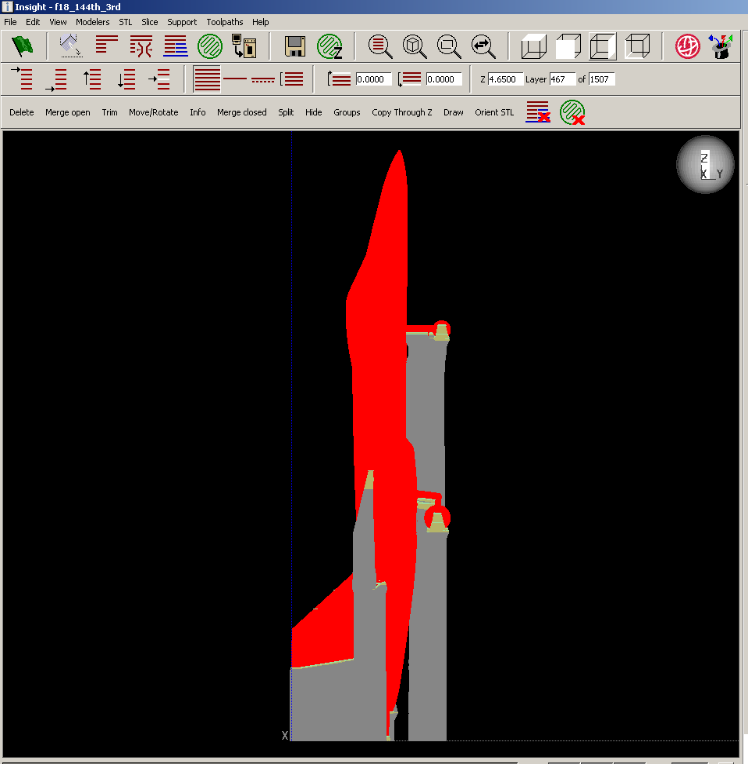 Insight - f18_144th_3rd
File Edit View Modelers STL Slice Support Toolpaths Help
Z
0.0000 0.0000 Z 4.6500 Layer 467 of 1507
Delete Merge open Trim Move/Rotate Info Merge closed Split Hide Groups Copy Through Z Draw Orient STL
Z
X Y
X